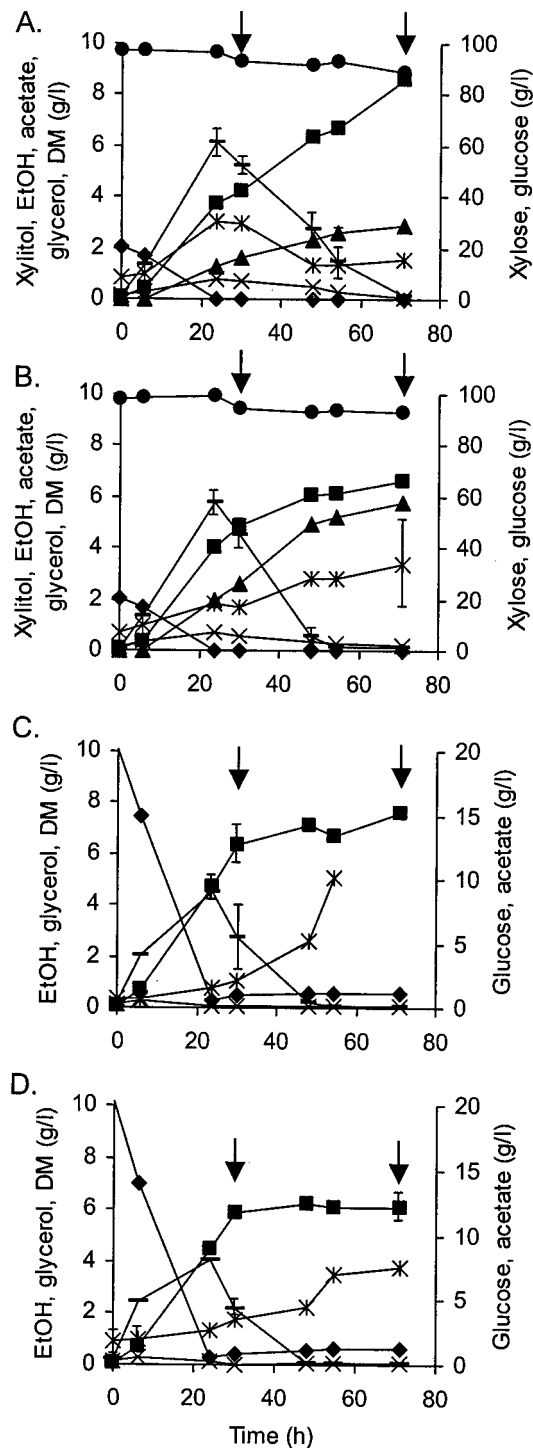 A.
10
8
6
4
2
0
Xylitol, EtOH, acetate,
glycerol, DM (g/l)
100
80
60
40
20
0
Xylose, glucose (g/l)
0 20 40 60 80
B.
10
8
6
4
2
0
Xylitol, EtOH, acetate,
glycerol, DM (g/l)
100
80
60
40
20
0
Xylose, glucose (g/l)
0 20 40 60 80
C.
10
8
6
4
2
0
EtOH, glycerol, DM (g/l)
20
15
10
5
0
Glucose, acetate (g/l)
0 20 40 60 80
D.
10
8
6
4
2
0
EtOH, glycerol, DM (g/l)
20
15
10
5
0
Glucose, acetate (g/l)
0 20 40 60 80
Time (h)